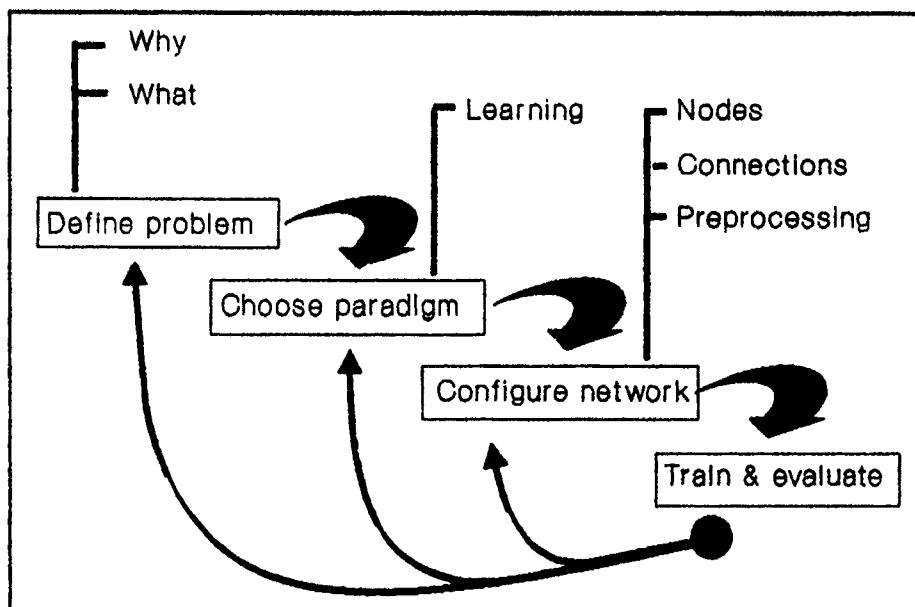 Why
What
Define problem
Learning
Choose paradigm
Nodes
Connections
Preprocessing
Configure network
Train & evaluate